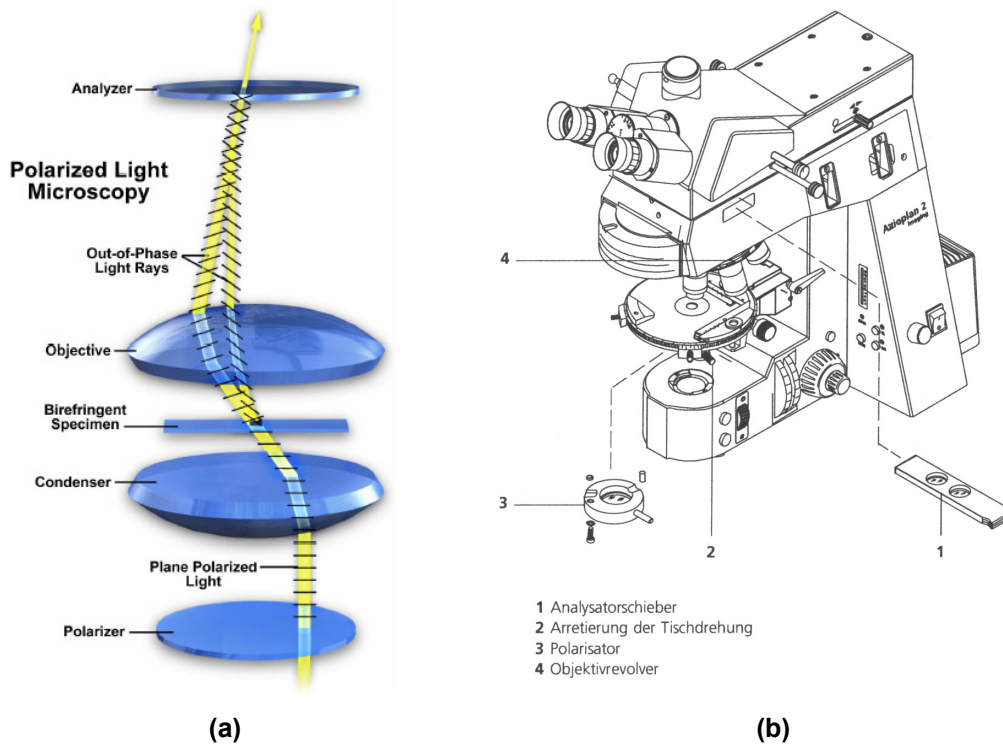 Analyzer
Polarized Light
Microscopy
Out-of-Phase
Light Rays
Objective
Birefringent
Specimen
Condenser
Plane Polarized
Light
Polarizer
(a)
Axioplan 2
imaging
4
3
2
1
1 Analysatorschieber
2 Arretierung der Tischdrehung
3 Polarisator
4 Objektivrevolver
(b)